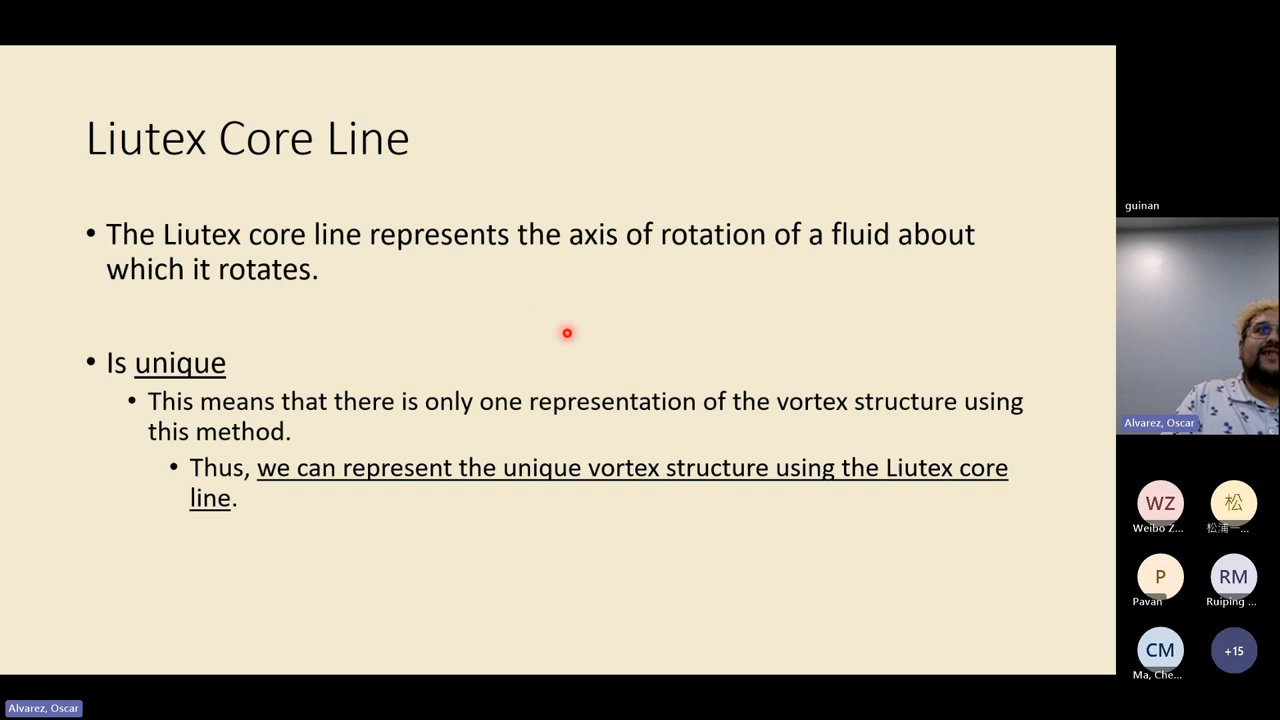 Liutex Core Line
• The Liutex core line represents the axis of rotation of a fluid about
which it rotates.
• Is unique
• This means that there is only one representation of the vortex structure using
this method.
• Thus, we can represent the unique vortex structure using the Liutex core
line.
guinan
Alvarez, Oscar
WZ
Weibo Z...
松
松浦一...
P
Pavan
RM
Ruiping ...
CM
Ma, Che...
+15
Alvarez, Oscar